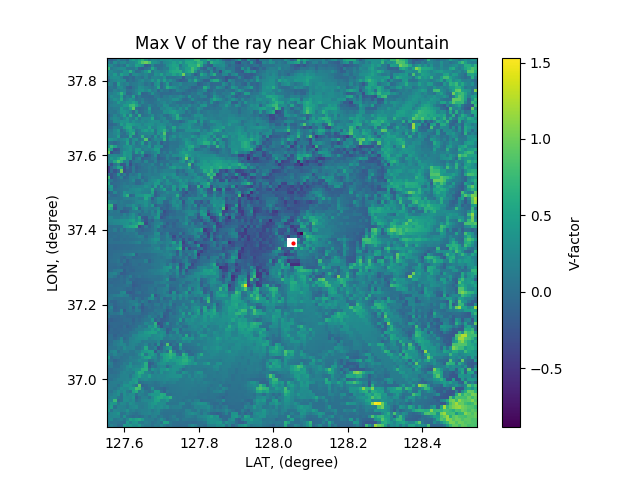 Max V of the ray near Chiak Mountain
37.8
37.6
37.4
37.2
37.0
LON, (degree)
127.6 127.8 128.0 128.2 128.4
LAT, (degree)
1.5
1.0
0.5
0.0
−0.5
V-factor